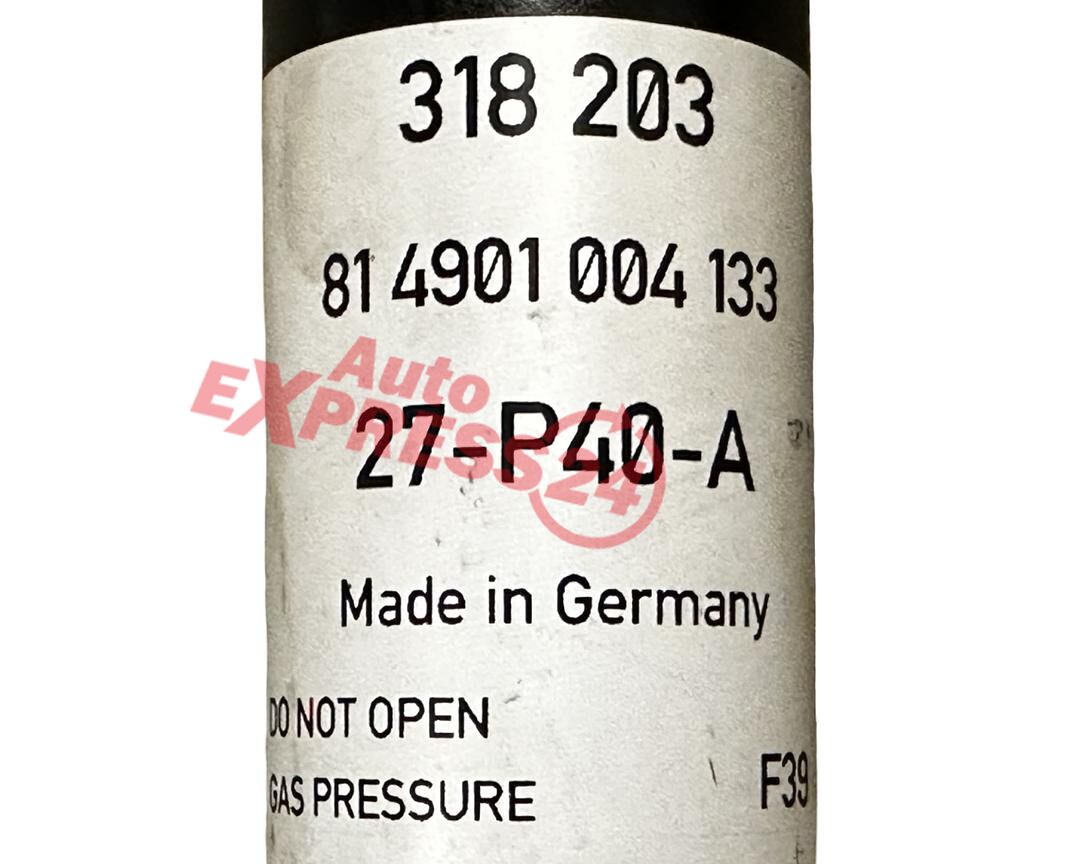 318 203
81 4901 004 133
Auto
EXPRESS24
27-P40-A
Made in Germany
DO NOT OPEN
GAS PRESSURE
F39